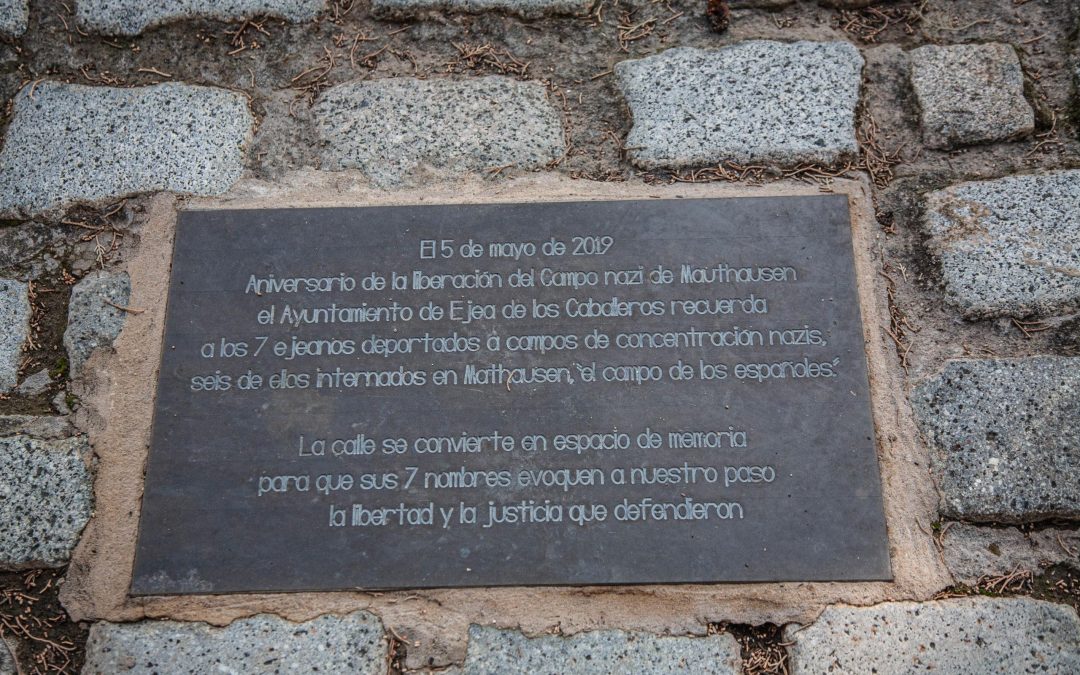 El 5 de mayo de 2019
Aniversario de la liberación del Campo nazi de Mauthausen
el Ayuntamiento de Ejea de los Caballeros recuerda
a los 7 ejeanos deportados a campos de concentración nazis,
seis de ellos internados en Mathausen, "el campo de los españoles."
La calle se convierte en espacio de memoria
para que sus 7 nombres evoquen a nuestro paso
la libertad y la justicia que defendieron